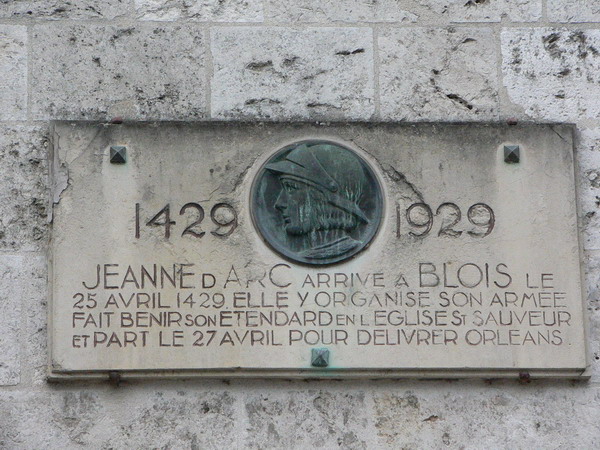 1429 1929
JEANNE D ARC ARRIVE A BLOIS LE
25 AVRIL 1429 ELLE Y ORGANISE SON ARMEE
FAIT BENIR SON ETENDARD EN L EGLISE ST SAUVEUR
ET PART LE 27 AVRIL POUR DELIVRER ORLEANS.